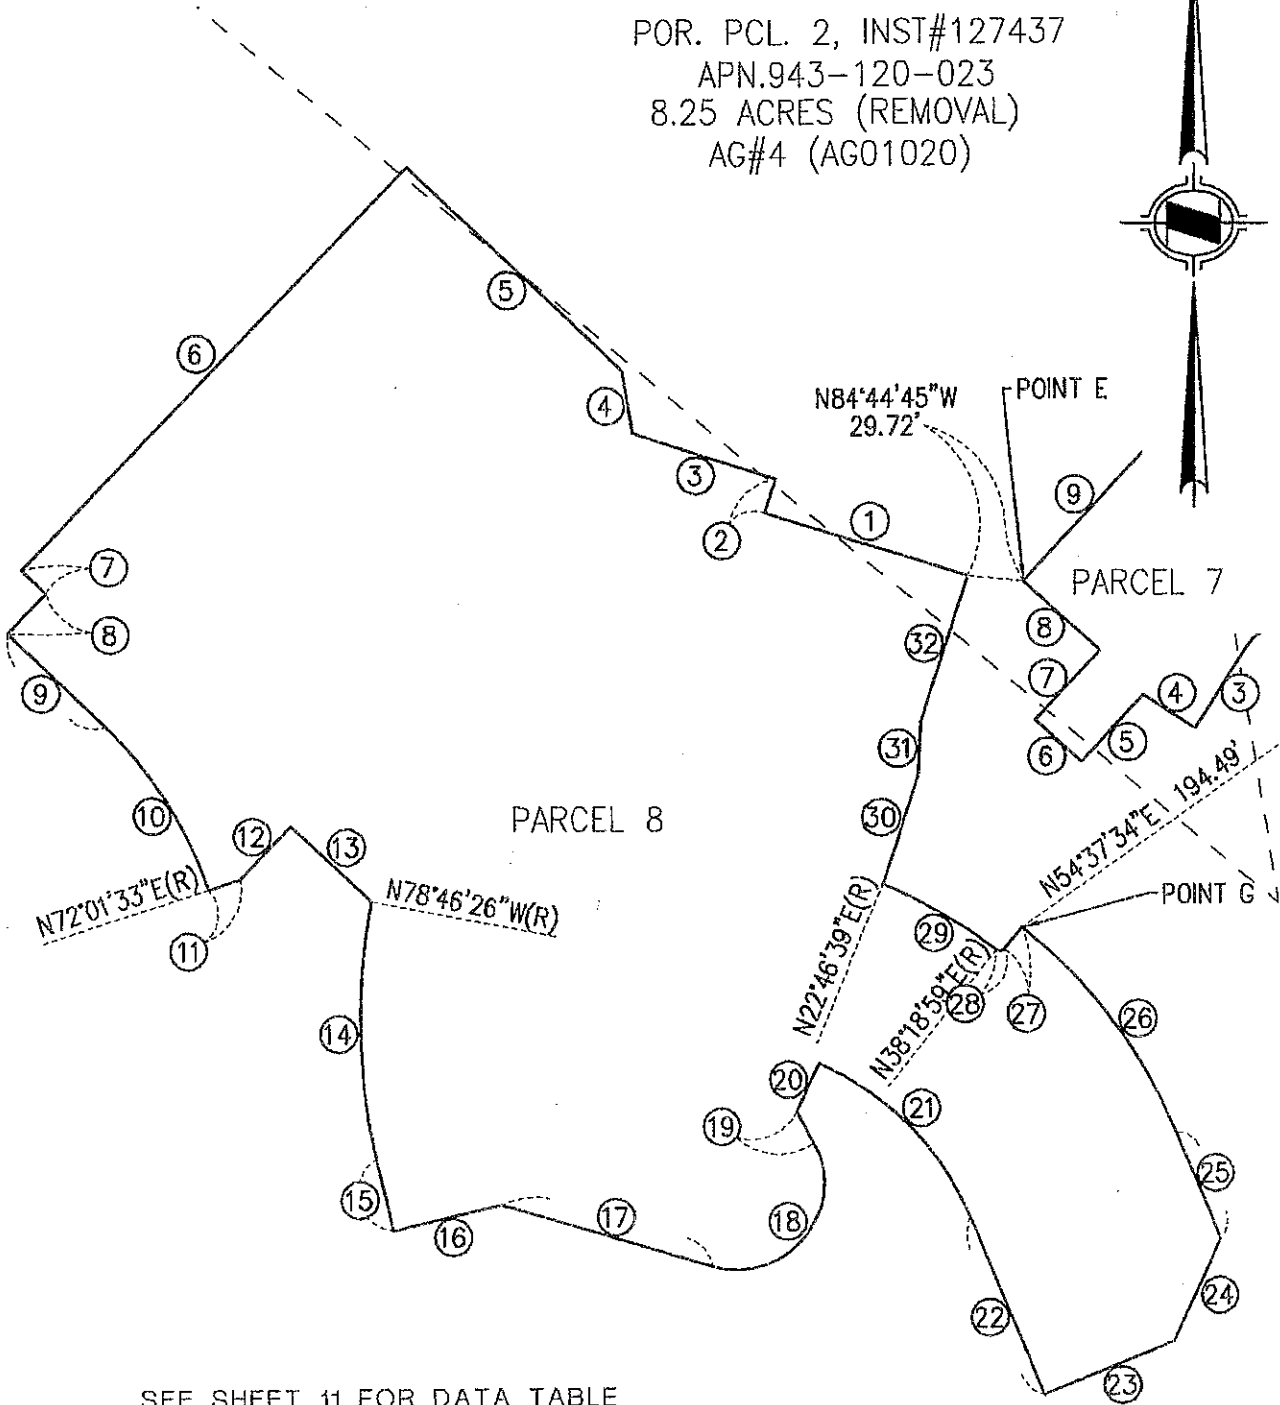 POR. PCL. 2, INST#127437
APN.943-120-023
8.25 ACRES (REMOVAL)
AG#4 (AG01020)
5
6
4
N84°44'45"W
29.72'
POINT E
9
3
2
1
PARCEL 7
7
8
8
32
9
7
4
3
31
6
5
10
PARCEL 8
30
N54°37'34"E 194.49'
12
13
N72°01'33"E(R)
N78°46'26"W(R)
POINT G
11
29
N22°46'39"E(R)
N38°18'59"E(R)
28
27
26
14
20
21
19
25
15
16
17
18
24
22
23
SEE SHEET 11 FOR DATA TABLE